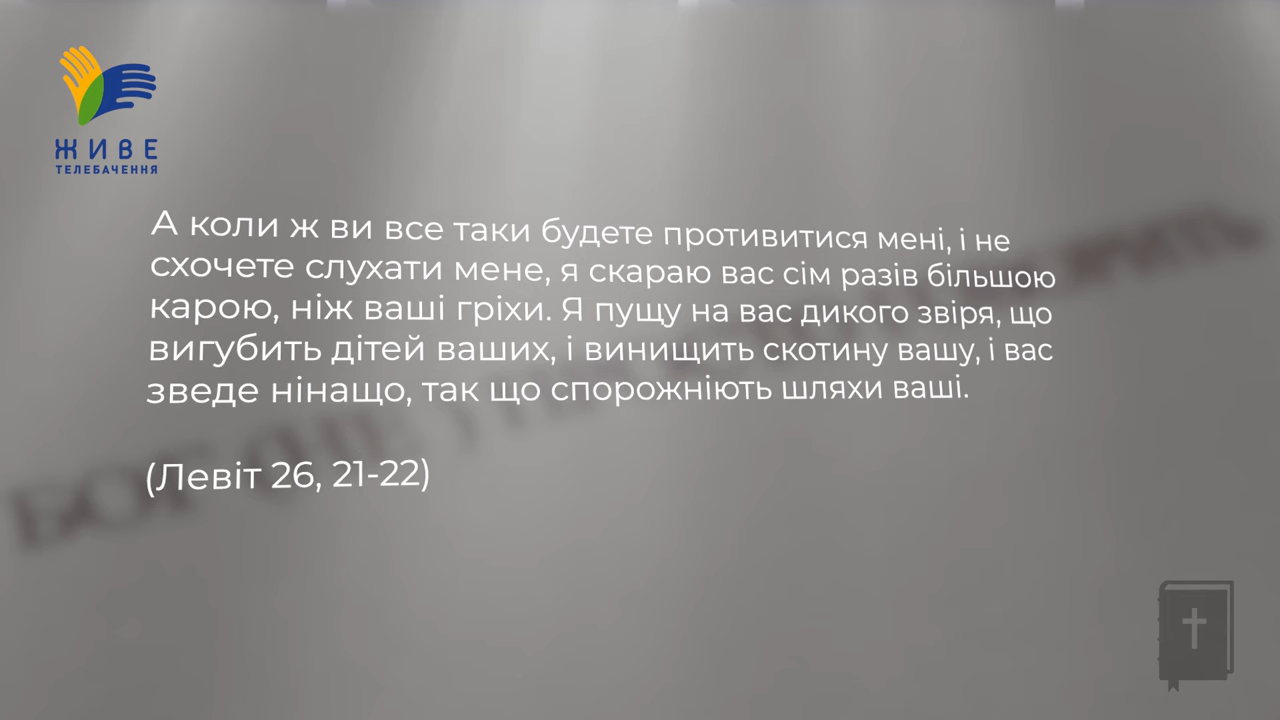 ЖИВЕ
ТЕЛЕБАЧЕННЯ
А коли ж ви все таки будете противитися мені, і не
схочете слухати мене, я скараю вас сім разів більшою
карою, ніж ваші гріхи. Я пущу на вас дикого звіря, що
вигубить дітей ваших, і винищить скотину вашу, і вас
зведе нінащо, так що спорожніють шляхи ваші.
(Левіт 26, 21-22)